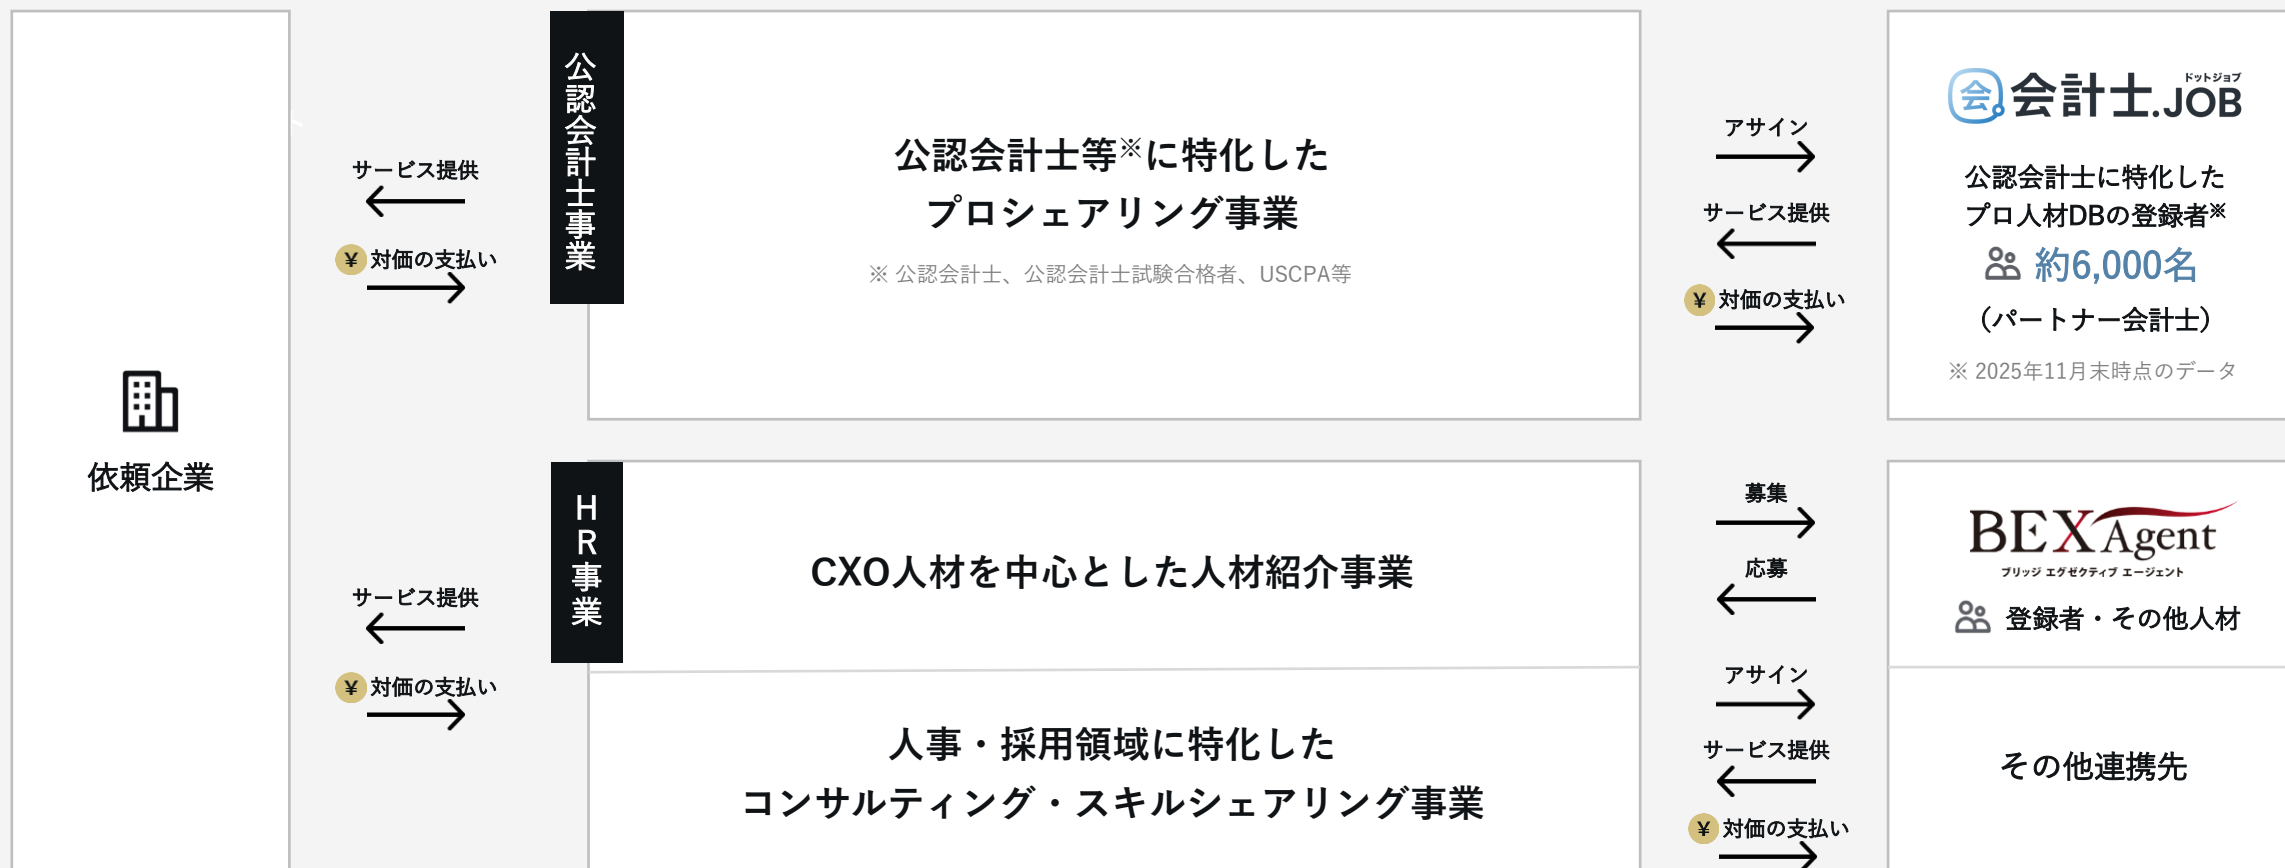 依頼企業
サービス提供
¥ 対価の支払い
サービス提供
¥ 対価の支払い
公認会計士事業
公認会計士等※に特化した
プロシェアリング事業
※ 公認会計士、公認会計士試験合格者、USCPA等
アサイン
サービス提供
¥ 対価の支払い
会 会計士.JOB
ドットジョブ
公認会計士に特化した
プロ人材DBの登録者※
約6,000名
（パートナー会計士）
※ 2025年11月末時点のデータ
HR事業
CXO人材を中心とした人材紹介事業
募集
応募
BEX Agent
ブリッジ エグゼクティブ エージェント
登録者・その他人材
人事・採用領域に特化した
コンサルティング・スキルシェアリング事業
アサイン
サービス提供
¥ 対価の支払い
その他連携先